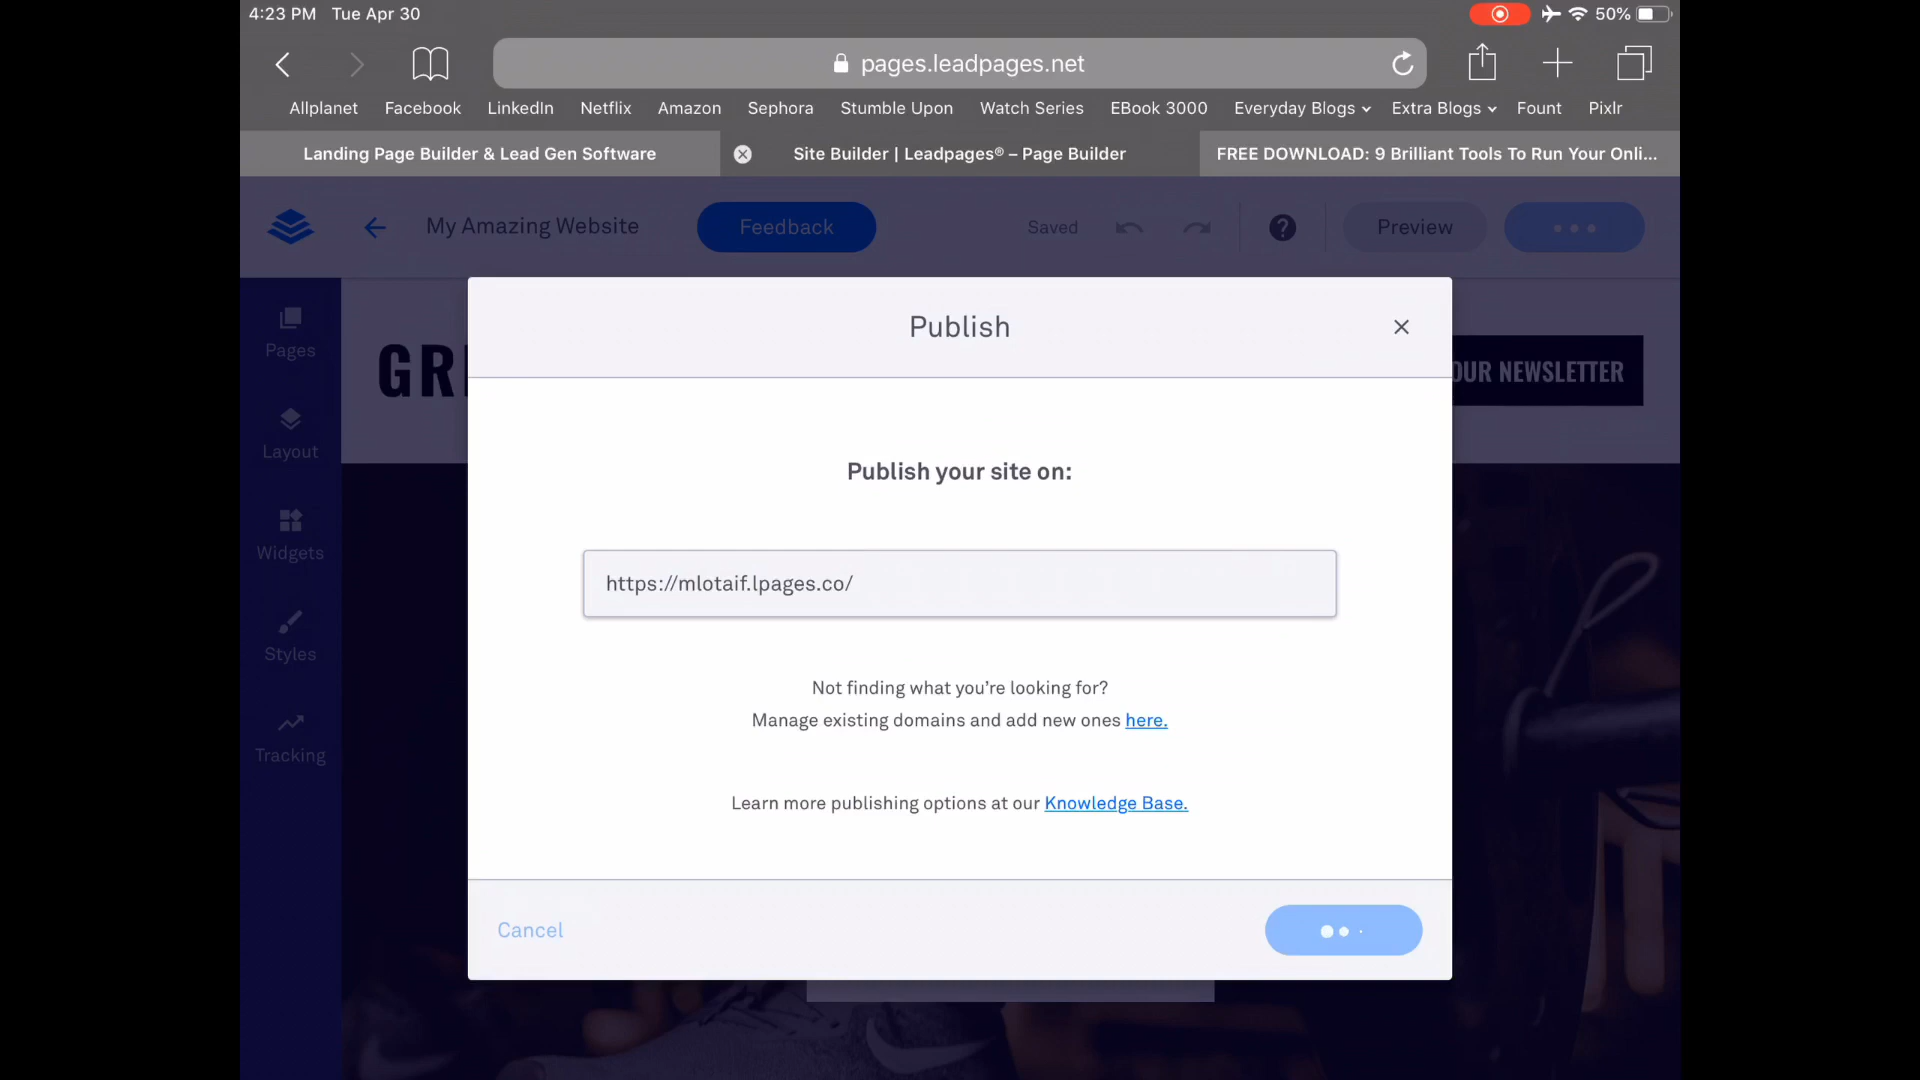 4:23 PM Tue Apr 30
50%
pages.leadpages.net
Allplanet Facebook LinkedIn Netflix Amazon Sephora Stumble Upon Watch Series EBook 3000 Everyday Blogs Extra Blogs Fount Pixlr
Landing Page Builder & Lead Gen Software
Site Builder | Leadpages® – Page Builder
FREE DOWNLOAD: 9 Brilliant Tools To Run Your Onli...
My Amazing Website
Feedback
Saved
?
Preview
Pages
Layout
Widgets
Styles
Tracking
OUR NEWSLETTER
Publish
Publish your site on:
https://mlotaif.lpages.co/
Not finding what you’re looking for?
Manage existing domains and add new ones here.
Learn more publishing options at our Knowledge Base.
Cancel